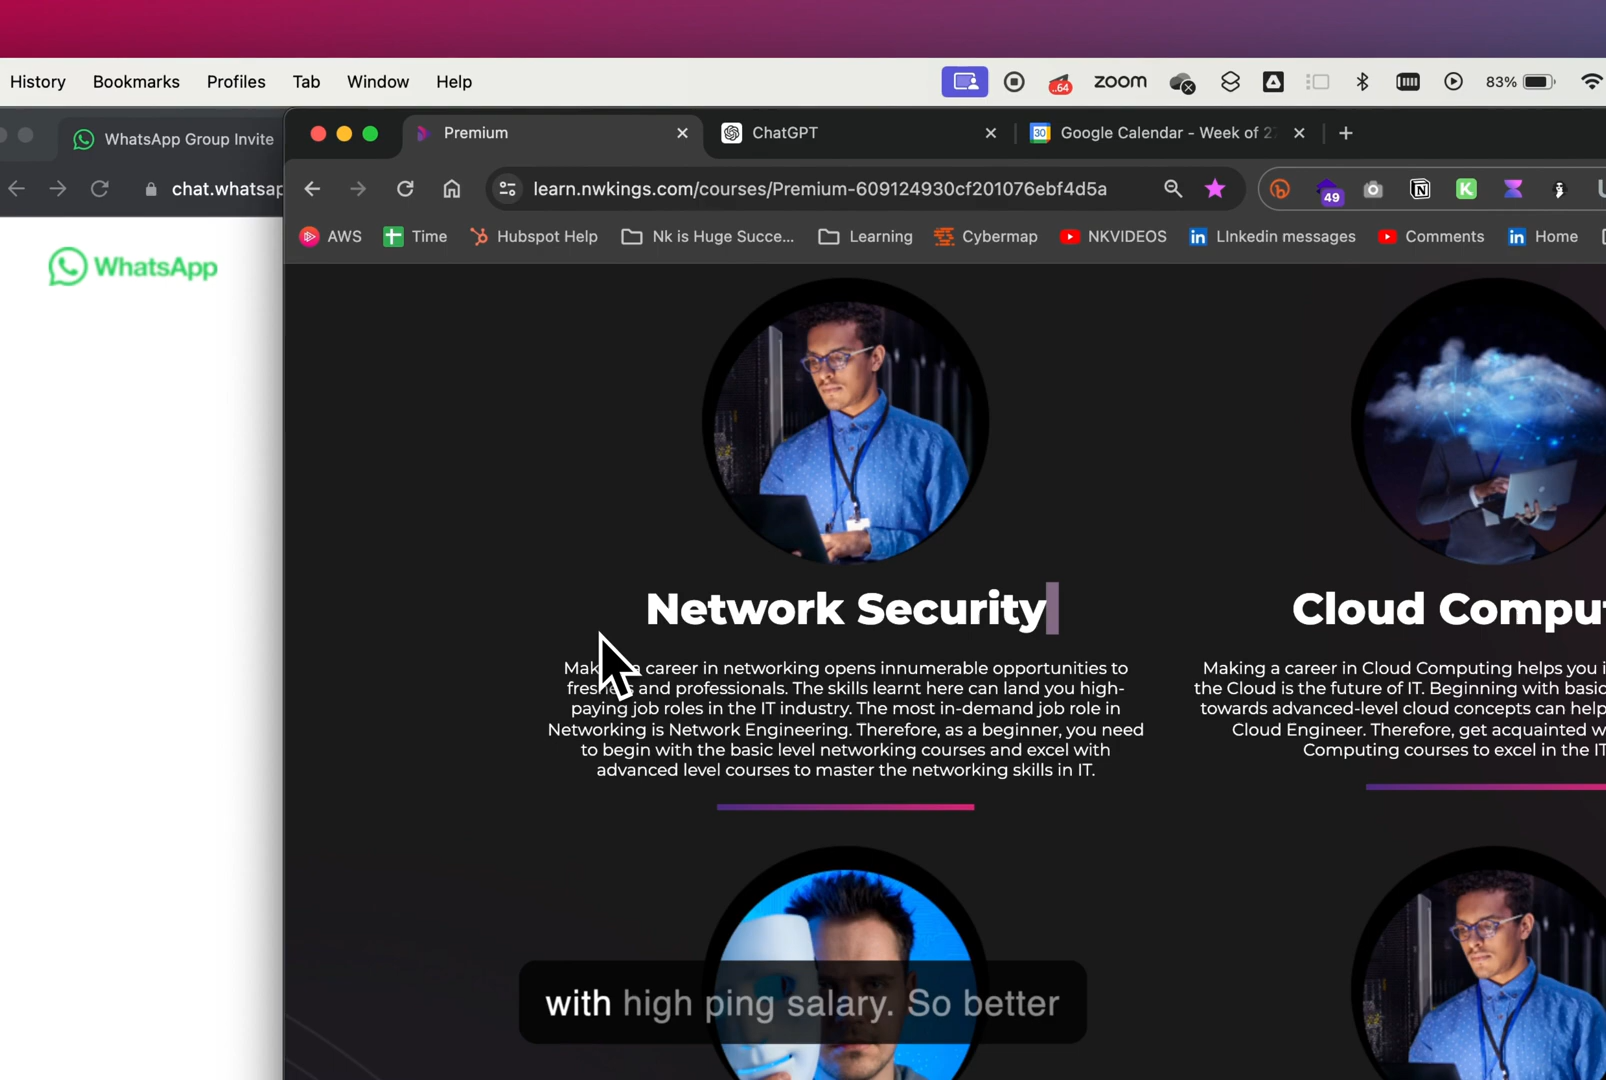 History Bookmarks Profiles Tab Window Help
..64 zoom 83%
WhatsApp Group Invite
Premium
ChatGPT
30 Google Calendar - Week of 2
learn.nwkings.com/courses/Premium-609124930cf201076ebf4d5a
49
chat.whatsap
AWS Time Hubspot Help Nk is Huge Succe... Learning Cybermap NKVIDEOS LInkedin messages Comments Home
WhatsApp
Network Security
Mak a career in networking opens innumerable opportunities to
and professionals. The skills learnt here can land you high-
paying job roles in the IT industry. The most in-demand job role in
Networking is Network Engineering. Therefore, as a beginner, you need
to begin with the basic level networking courses and excel with
advanced level courses to master the networking skills in IT.
Cloud Comput
Making a career in Cloud Computing helps you i
the Cloud is the future of IT. Beginning with basic
towards advanced-level cloud concepts can help
Cloud Engineer. Therefore, get acquainted w
Computing courses to excel in the IT
with high ping salary. So better